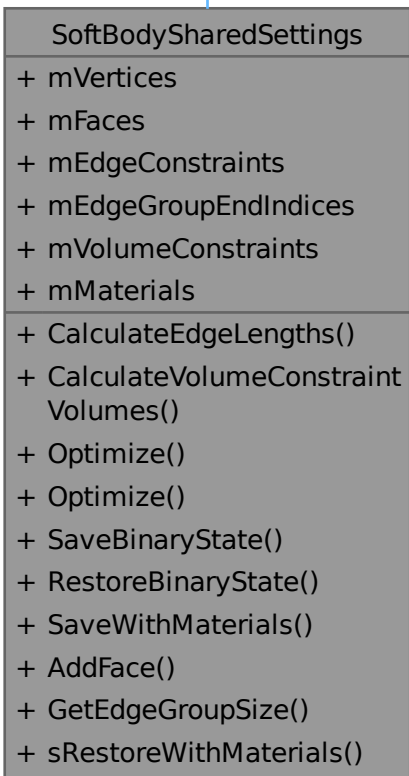 SoftBodySharedSettings
+ mVertices
+ mFaces
+ mEdgeConstraints
+ mEdgeGroupEndIndices
+ mVolumeConstraints
+ mMaterials
+ CalculateEdgeLengths()
+ CalculateVolumeConstraint
Volumes()
+ Optimize()
+ Optimize()
+ SaveBinaryState()
+ RestoreBinaryState()
+ SaveWithMaterials()
+ AddFace()
+ GetEdgeGroupSize()
+ sRestoreWithMaterials()